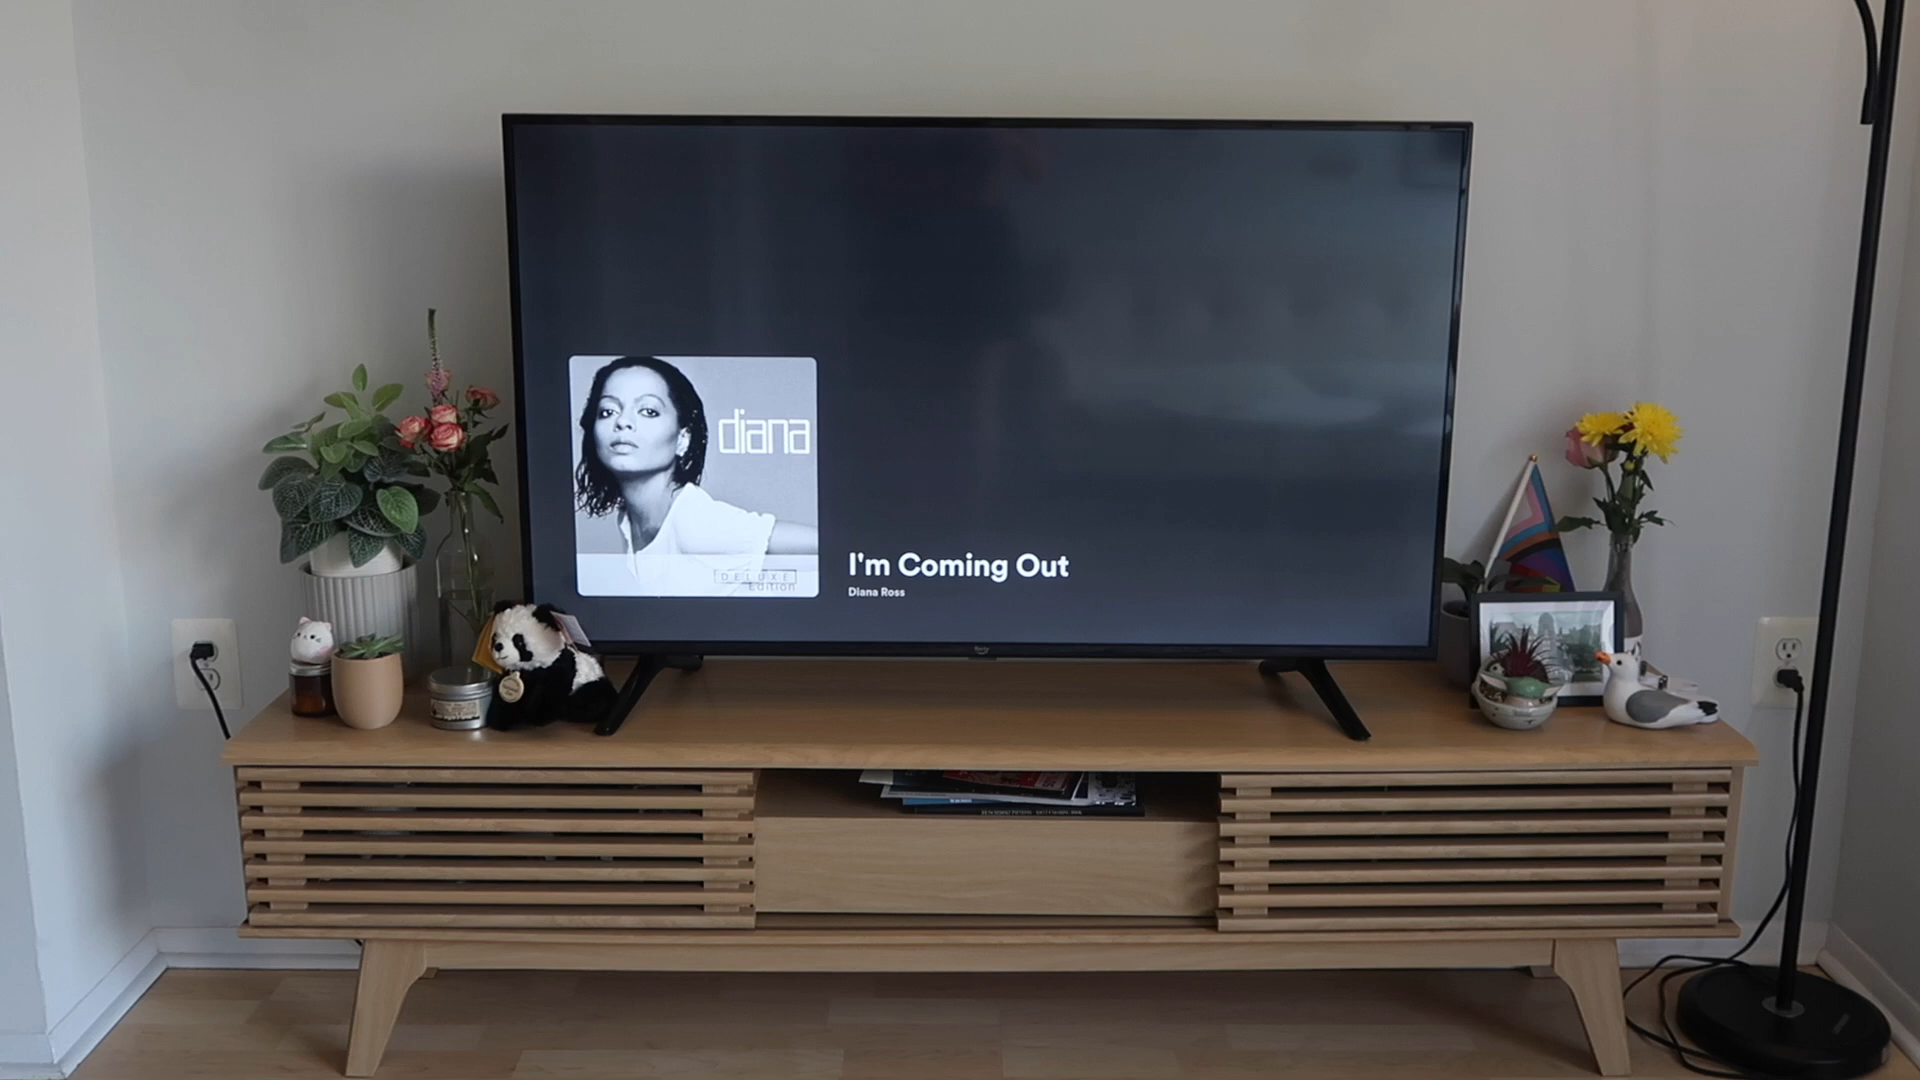 diana
DELUXE
Edition
I'm Coming Out
Diana Ross